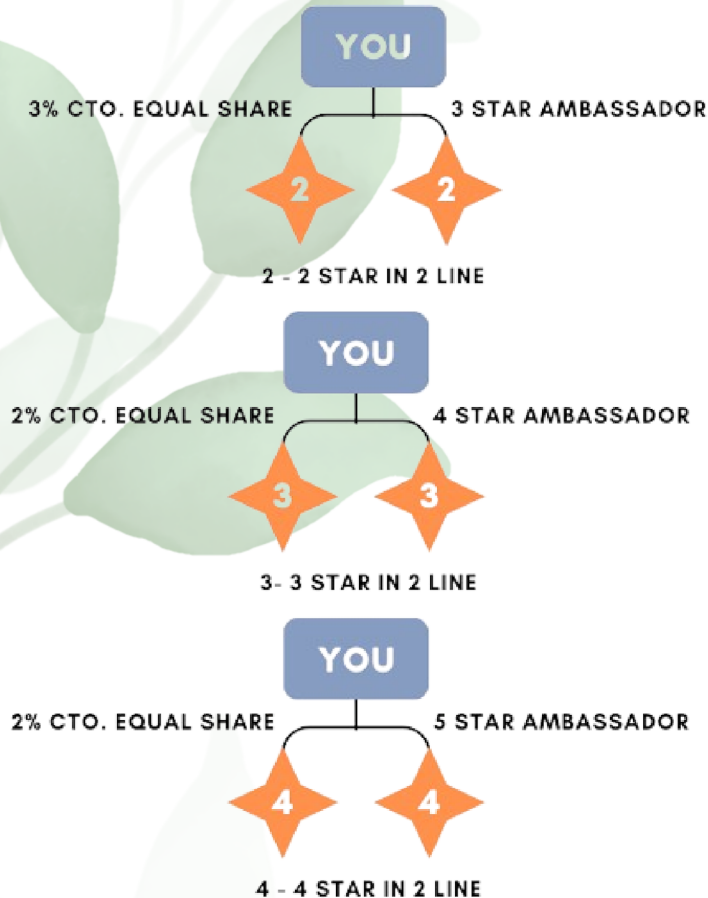 YOU
3% CTO. EQUAL SHARE
3 STAR AMBASSADOR
2
2
2 - 2 STAR IN 2 LINE
YOU
2% CTO. EQUAL SHARE
4 STAR AMBASSADOR
3
3
3- 3 STAR IN 2 LINE
YOU
2% CTO. EQUAL SHARE
5 STAR AMBASSADOR
4
4
4 - 4 STAR IN 2 LINE